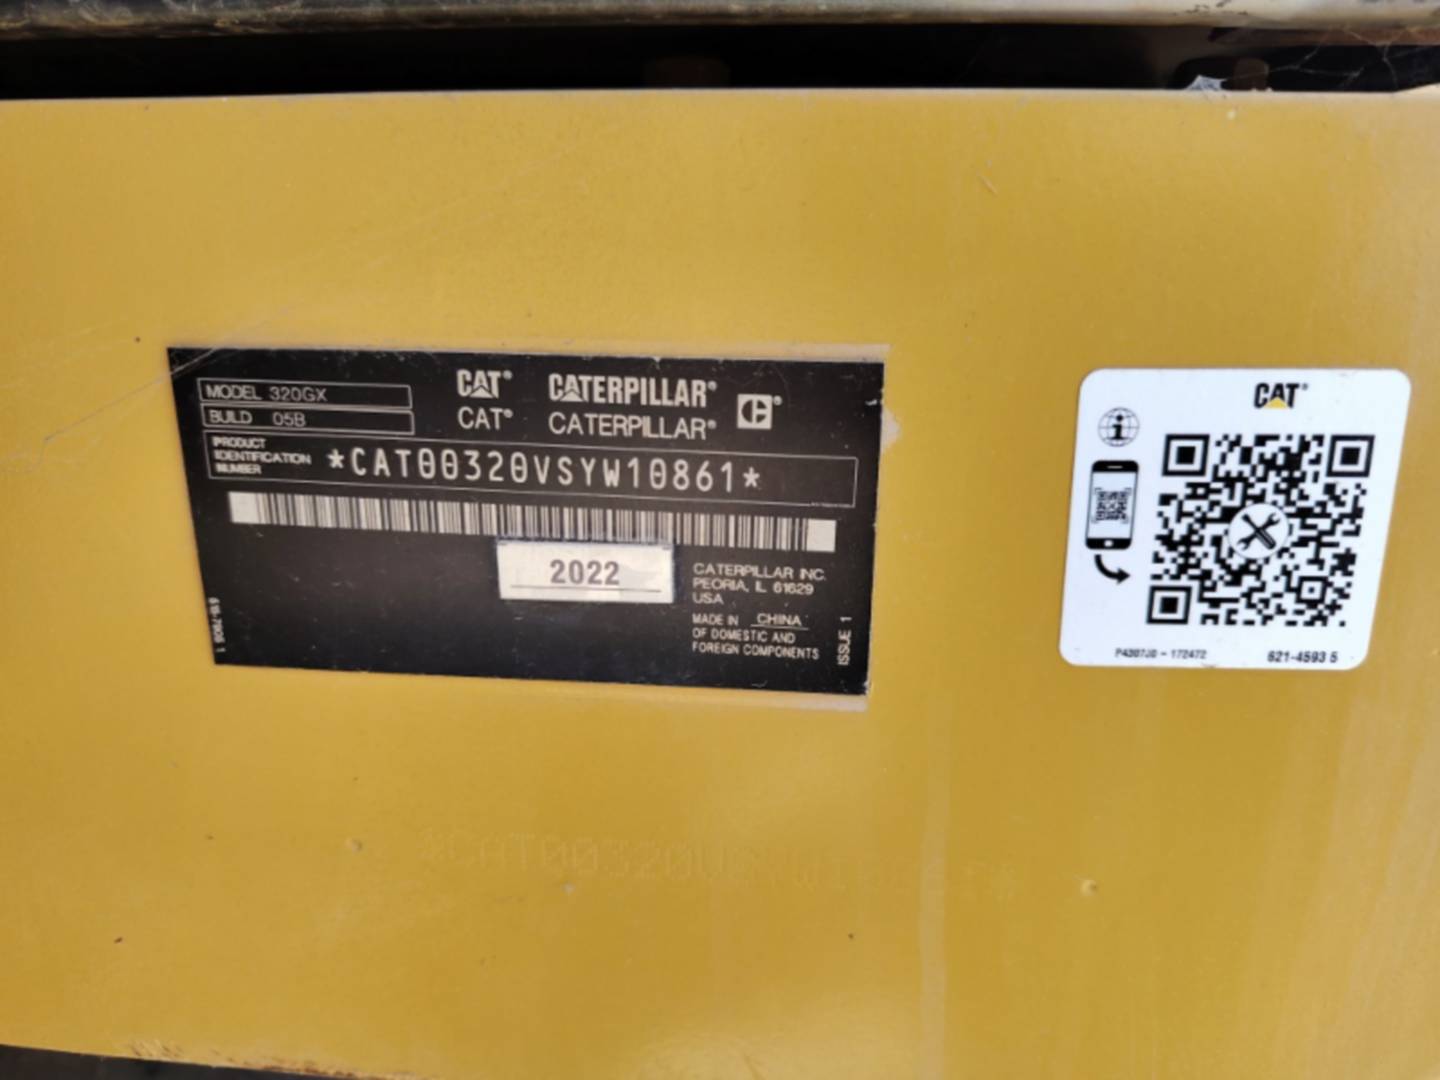 MODEL 320GX
BUILD 05B
CAT® CATERPILLAR®
CAT® CATERPILLAR®
PRODUCT
IDENTIFICATION
NUMBER
*CAT00320VSYW10861*
2022
CATERPILLAR INC.
PEORIA, IL 61629
USA
MADE IN CHINA
OF DOMESTIC AND
FOREIGN COMPONENTS
ISSUE 1
CAT®
621-4593 5
*CAT00320VSYW